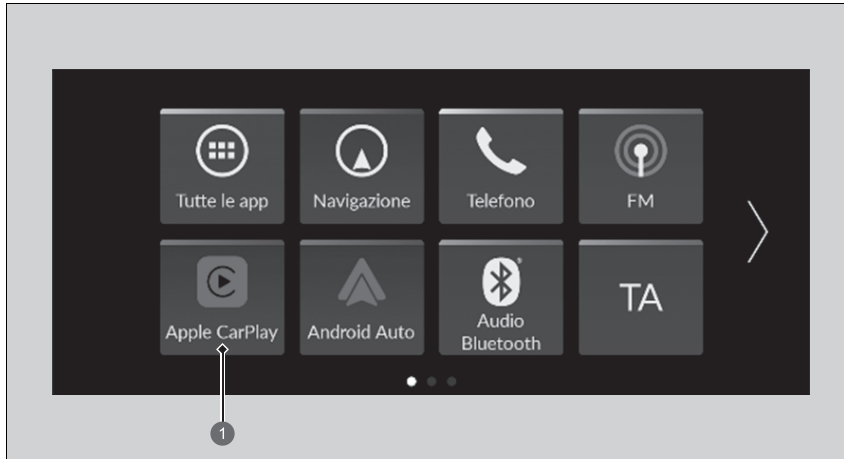 Tutte le app
Navigazione
Telefono
FM
Apple CarPlay
Android Auto
Audio
Bluetooth
TA
1